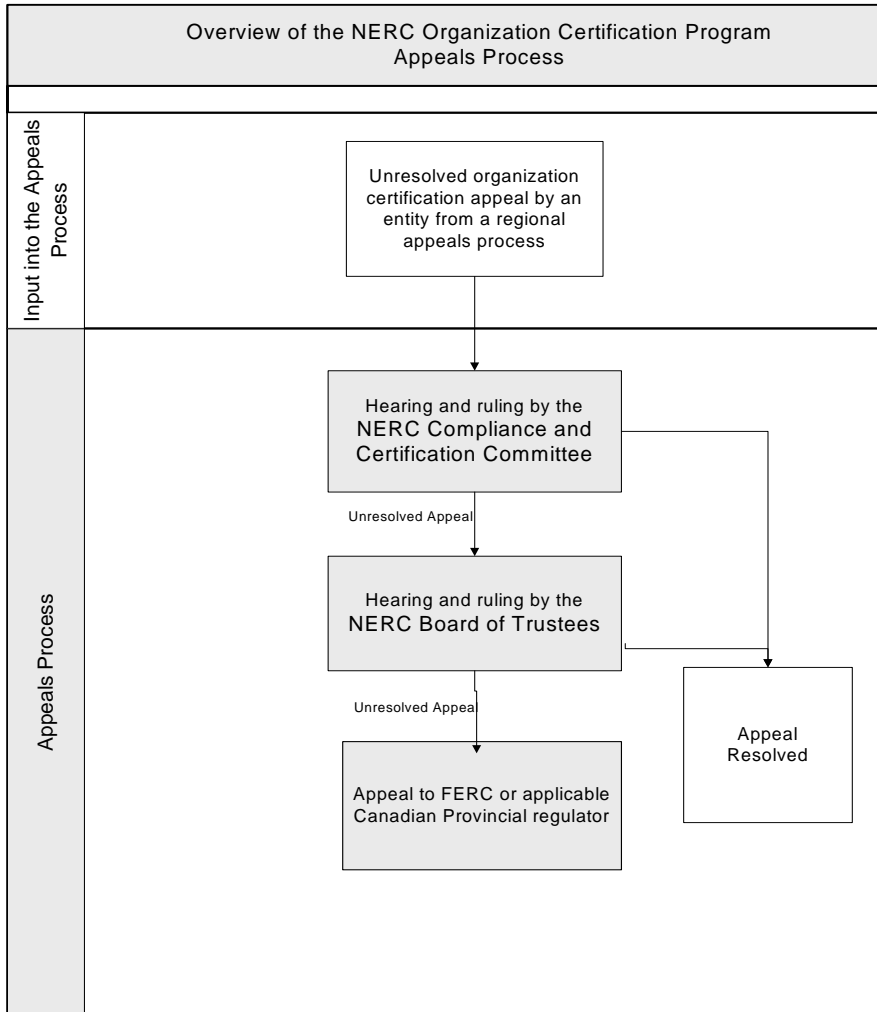 Overview of the NERC Organization Certification Program
Appeals Process
Input into the Appeals
Process
Unresolved organization
certification appeal by an
entity from a regional
appeals process
Appeals Process
Hearing and ruling by the
NERC Compliance and
Certification Committee
Unresolved Appeal
Hearing and ruling by the
NERC Board of Trustees
Unresolved Appeal
Appeal
Resolved
Appeal to FERC or applicable
Canadian Provincial regulator